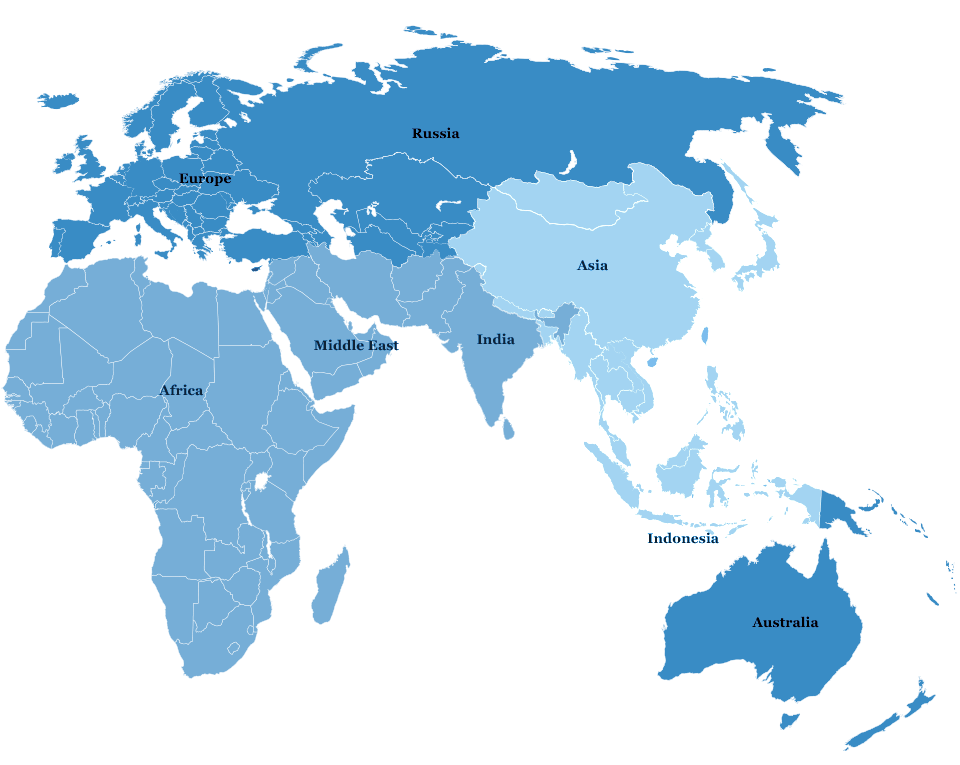 Russia
Europe
Asia
India
Middle East
Africa
Indonesia
Australia